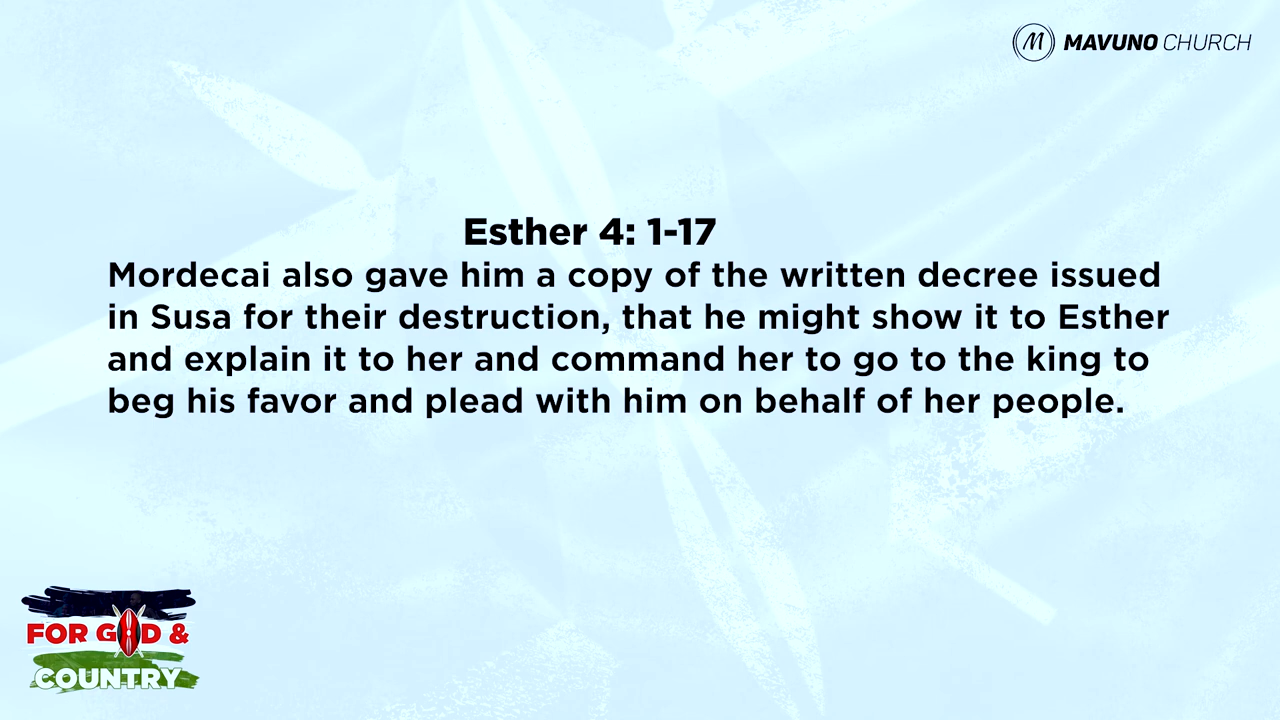 MAVUNO CHURCH
Esther 4: 1-17
Mordecai also gave him a copy of the written decree issued
in Susa for their destruction, that he might show it to Esther
and explain it to her and command her to go to the king to
beg his favor and plead with him on behalf of her people.
FOR GOD &
COUNTRY